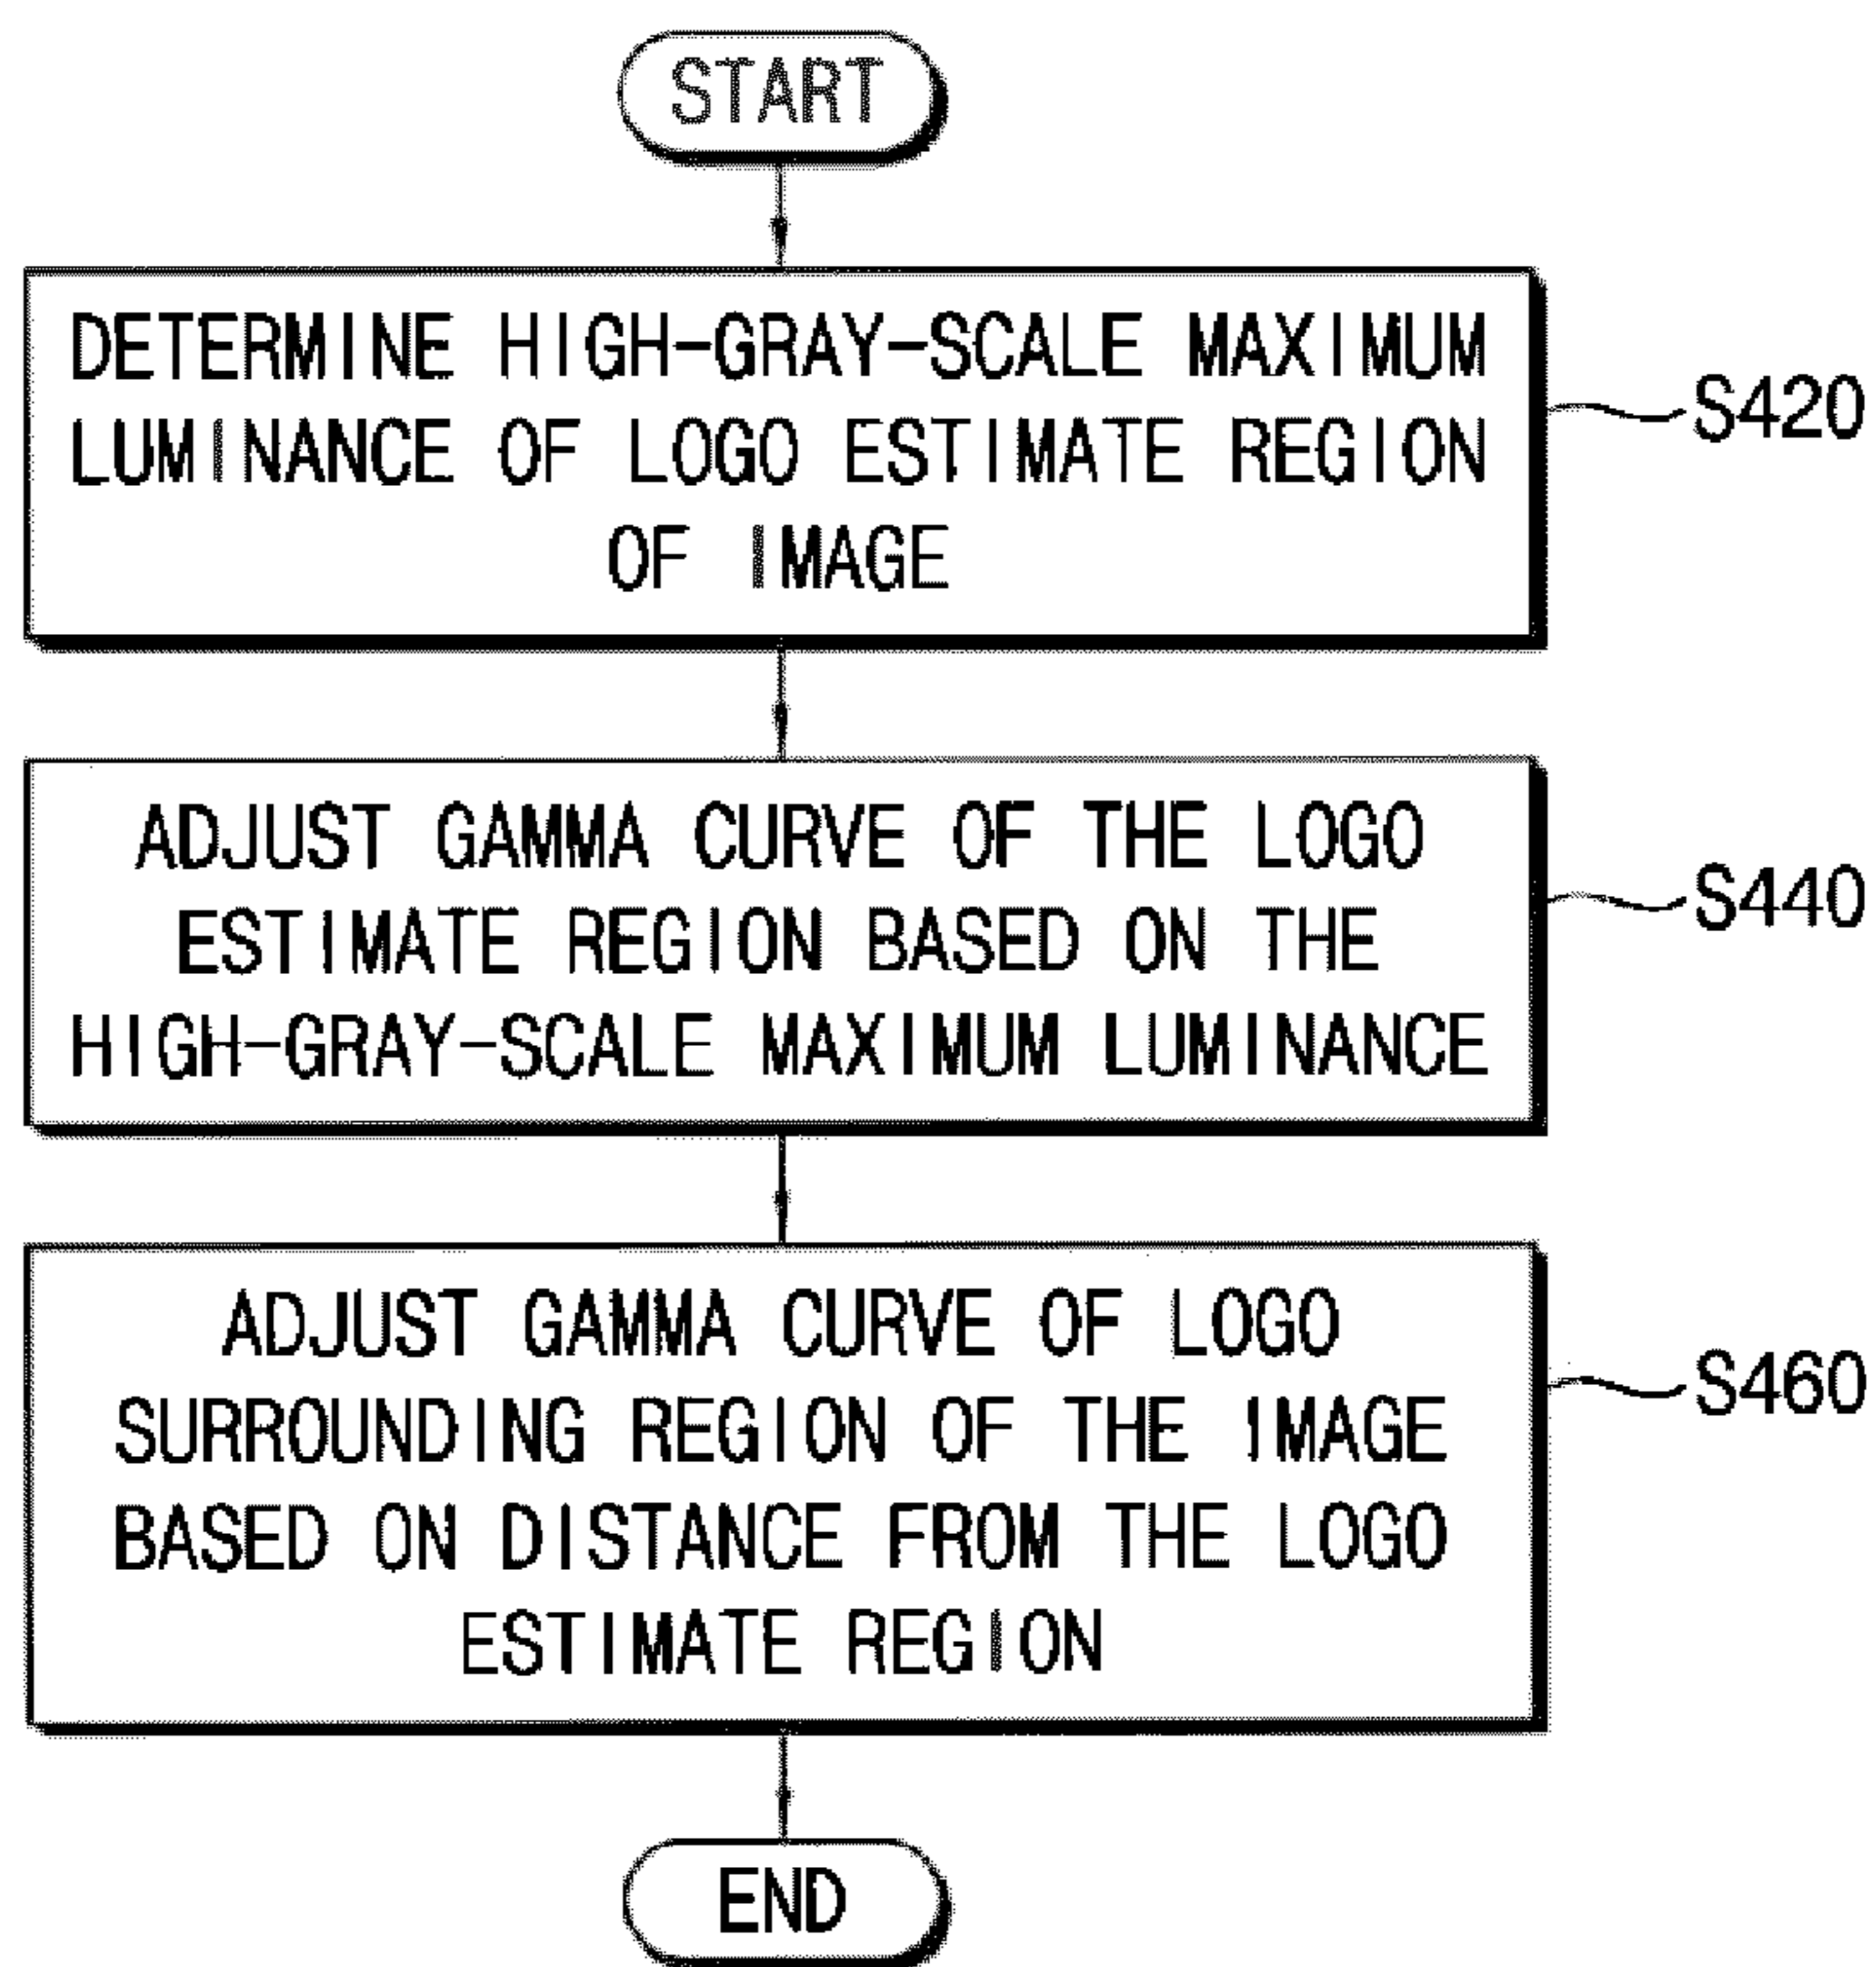 START
DETERMINE HIGH-GRAY-SCALE MAXIMUM
LUMINANCE OF LOGO ESTIMATE REGION
OF IMAGE
S420
ADJUST GAMMA CURVE OF THE LOGO
ESTIMATE REGION BASED ON THE
HIGH-GRAY-SCALE MAXIMUM LUMINANCE
S440
ADJUST GAMMA CURVE OF LOGO
SURROUNDING REGION OF THE IMAGE
BASED ON DISTANCE FROM THE LOGO
ESTIMATE REGION
S460
END